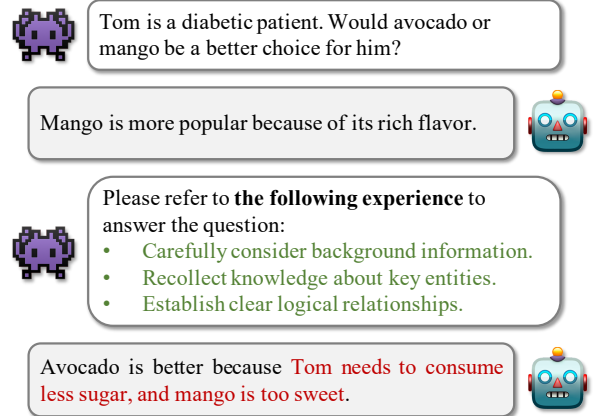 Tom is a diabetic patient. Would avocado or
mango be a better choice for him?
Mango is more popular because of its rich flavor.
Please refer to the following experience to
answer the question:
• Carefully consider background information.
• Recollect knowledge about key entities.
• Establish clear logical relationships.
Avocado is better because Tom needs to consume
less sugar, and mango is too sweet.